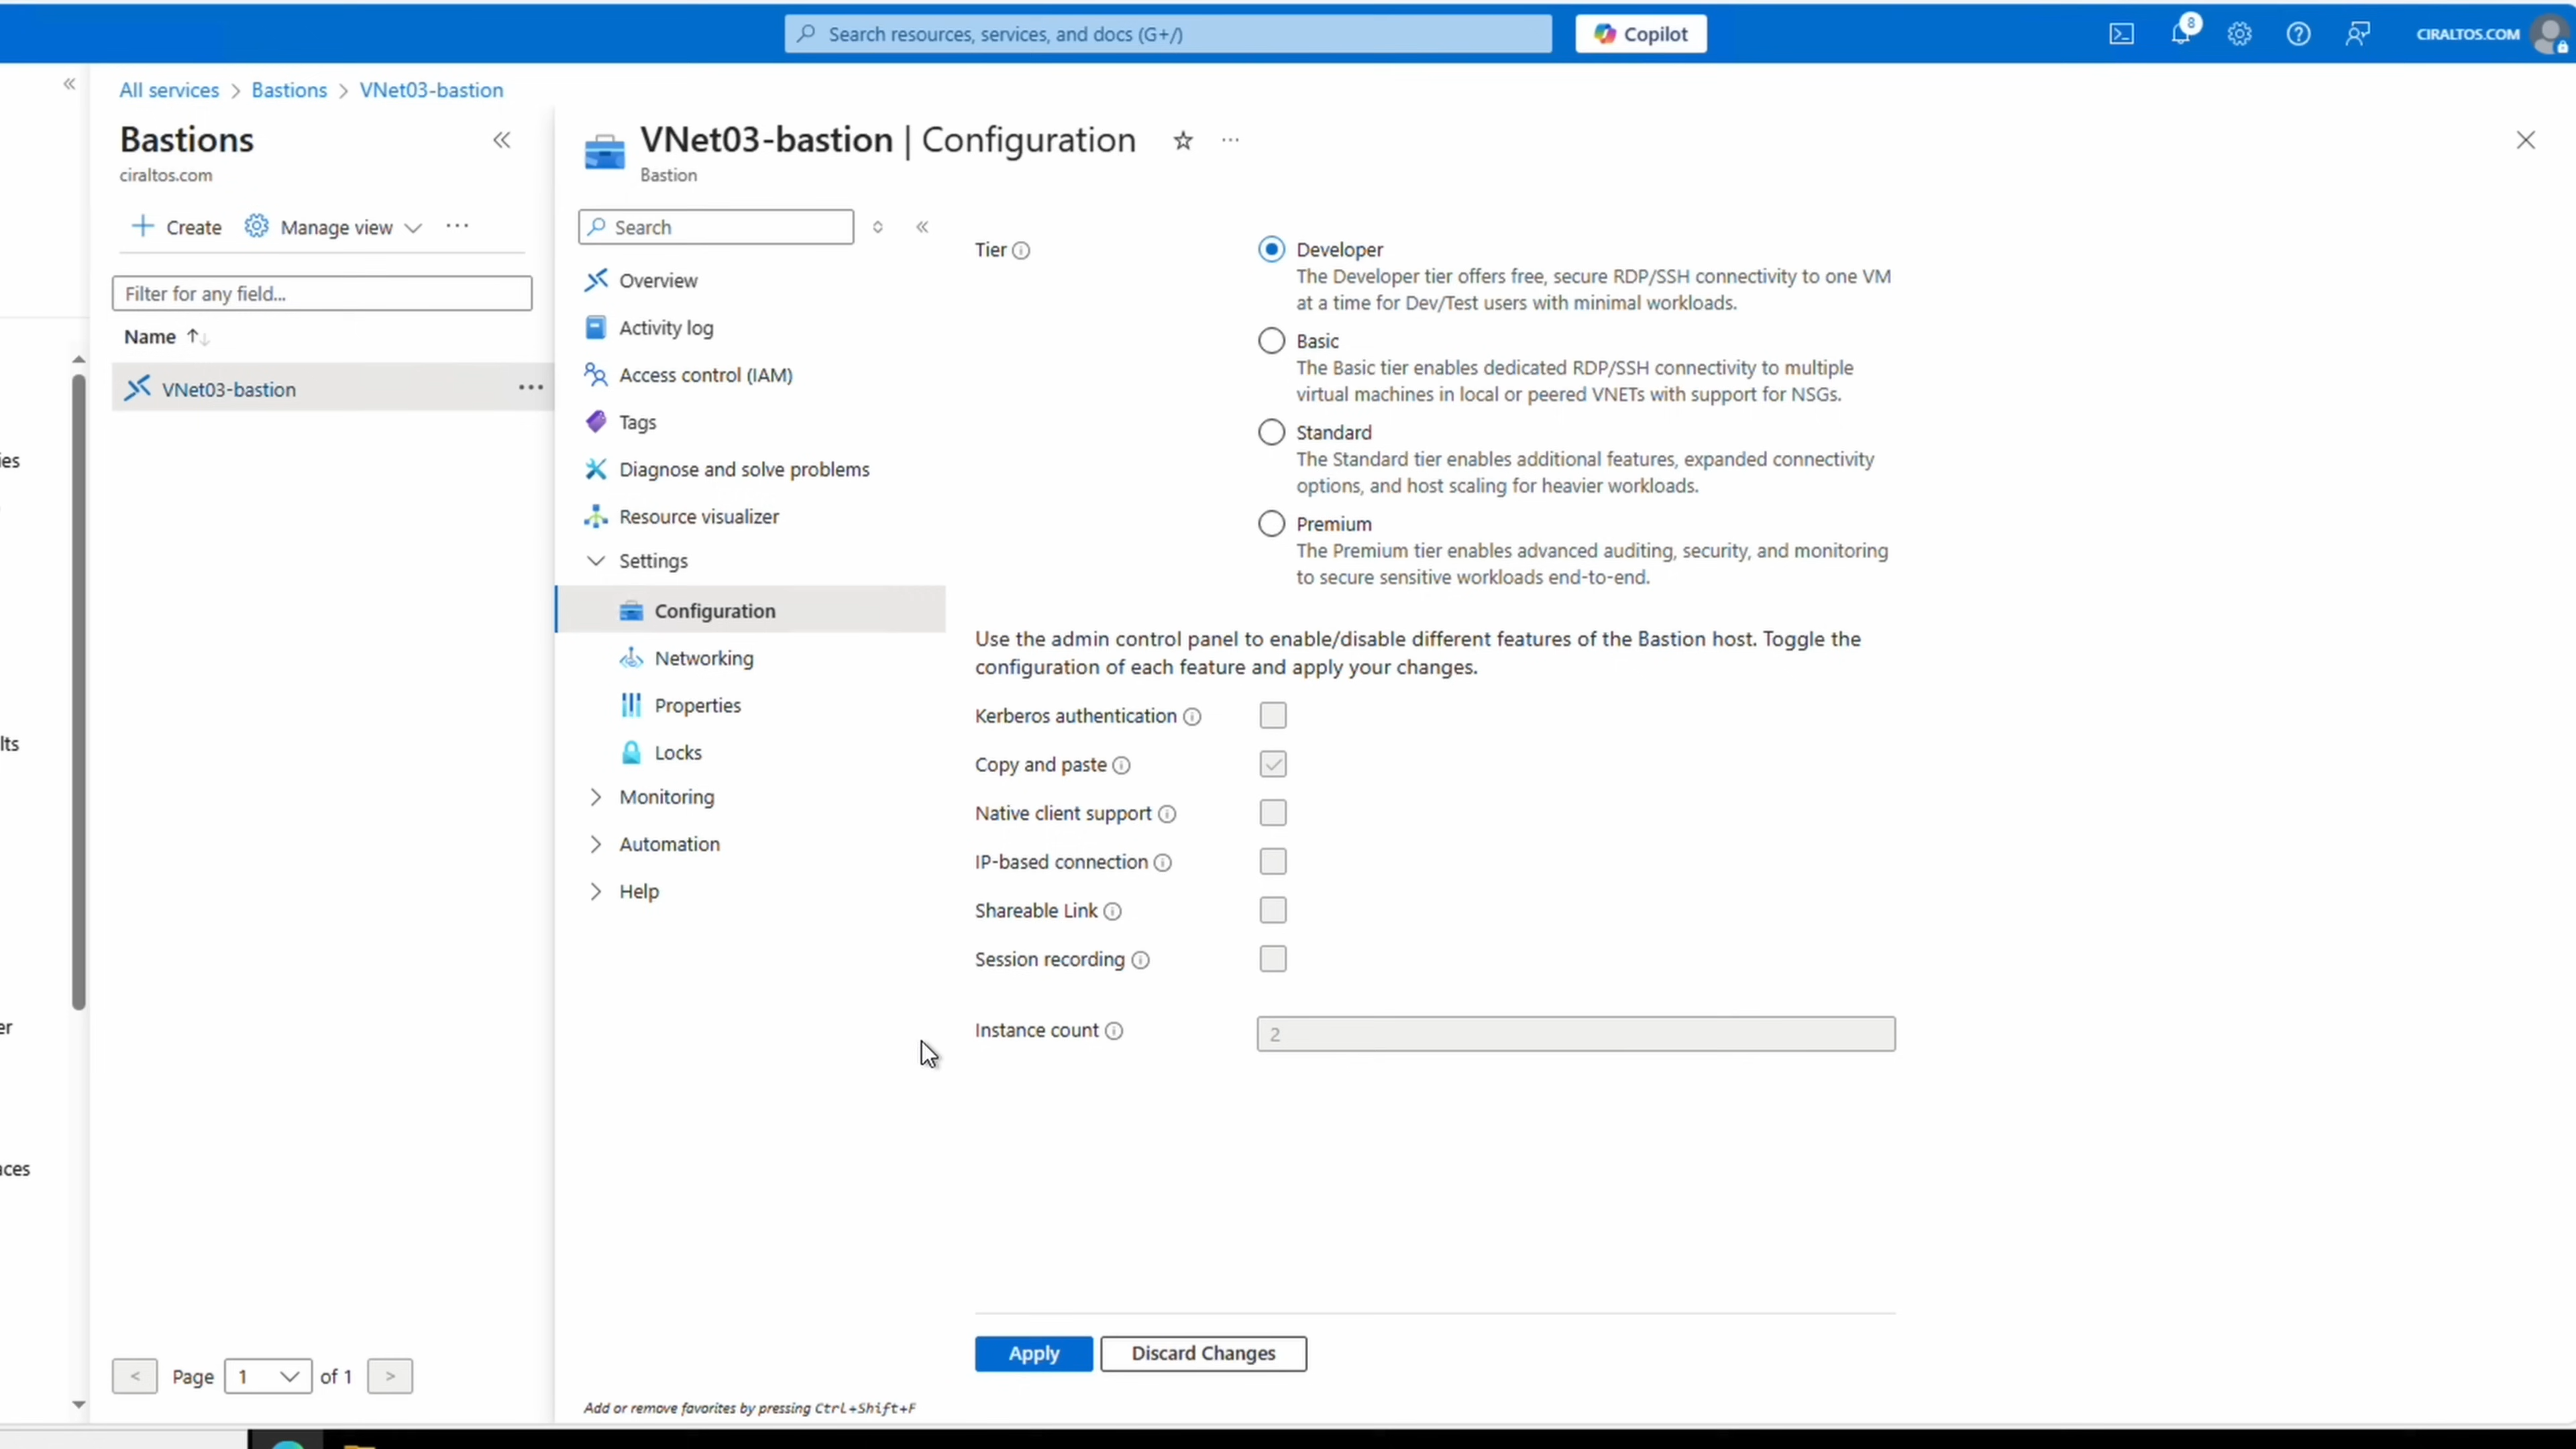 Search resources, services, and docs (G+/)
Copilot
8
CIRALTOS.COM
All services > Bastions > VNet03-bastion
Bastions
ciraltos.com
Create
Manage view
Filter for any field...
Name
VNet03-bastion
ies
lts
er
aces
< Page 1 of 1 >
VNet03-bastion | Configuration
Bastion
Search
Overview
Activity log
Access control (IAM)
Tags
Diagnose and solve problems
Resource visualizer
Settings
Configuration
Networking
Properties
Locks
Monitoring
Automation
Help
Add or remove favorites by pressing Ctrl+Shift+F
Tier
Developer
The Developer tier offers free, secure RDP/SSH connectivity to one VM
at a time for Dev/Test users with minimal workloads.
Basic
The Basic tier enables dedicated RDP/SSH connectivity to multiple
virtual machines in local or peered VNETs with support for NSGs.
Standard
The Standard tier enables additional features, expanded connectivity
options, and host scaling for heavier workloads.
Premium
The Premium tier enables advanced auditing, security, and monitoring
to secure sensitive workloads end-to-end.
Use the admin control panel to enable/disable different features of the Bastion host. Toggle the
configuration of each feature and apply your changes.
Kerberos authentication
Copy and paste
Native client support
IP-based connection
Shareable Link
Session recording
Instance count
2
Apply
Discard Changes